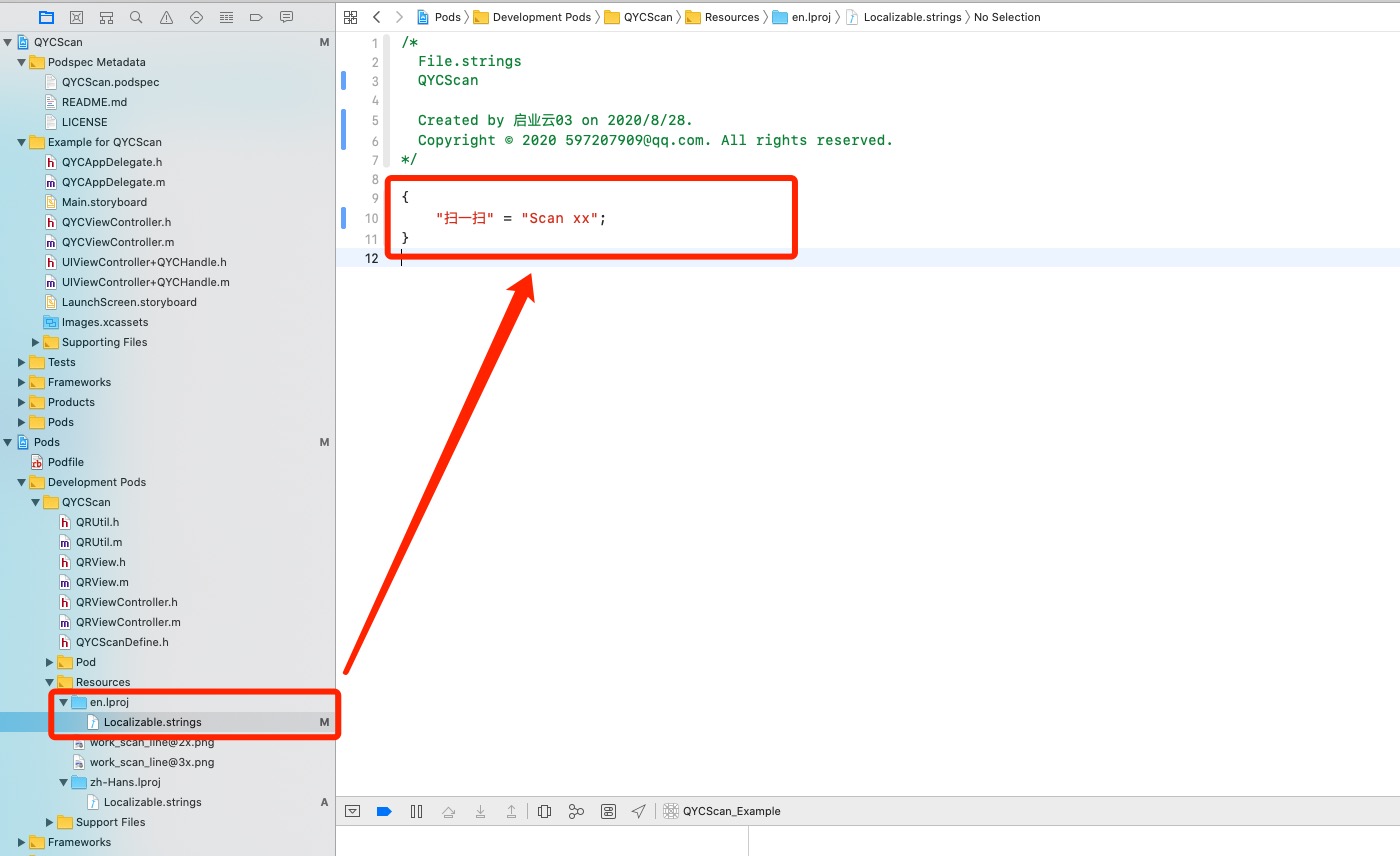 QYCScan M
Podspec Metadata
QYCScan.podspec
README.md
LICENSE
Example for QYCScan
QYCAppDelegate.h
QYCAppDelegate.m
Main.storyboard
QYCViewController.h
QYCViewController.m
UIViewController+QYCHandle.h
UIViewController+QYCHandle.m
LaunchScreen.storyboard
Images.xcassets
Supporting Files
Tests
Frameworks
Products
Pods
Pods M
Podfile
Development Pods
QYCScan
QRUtil.h
QRUtil.m
QRView.h
QRView.m
QRViewController.h
QRViewController.m
QYCScanDefine.h
Pod
Resources
en.lproj
Localizable.strings M
work_scan_line@2x.png
work_scan_line@3x.png
zh-Hans.lproj
Localizable.strings A
Support Files
Frameworks
Pods 〉 Development Pods 〉 QYCScan 〉 Resources 〉 en.lproj 〉 Localizable.strings 〉 No Selection
1 /*
2 File.strings
3 QYCScan
4
5 Created by 启业云03 on 2020/8/28.
6 Copyright © 2020 597207909@qq.com. All rights reserved.
7 */
8
9 {
10 "扫一扫" = "Scan xx";
11 }
12
QYCScan_Example